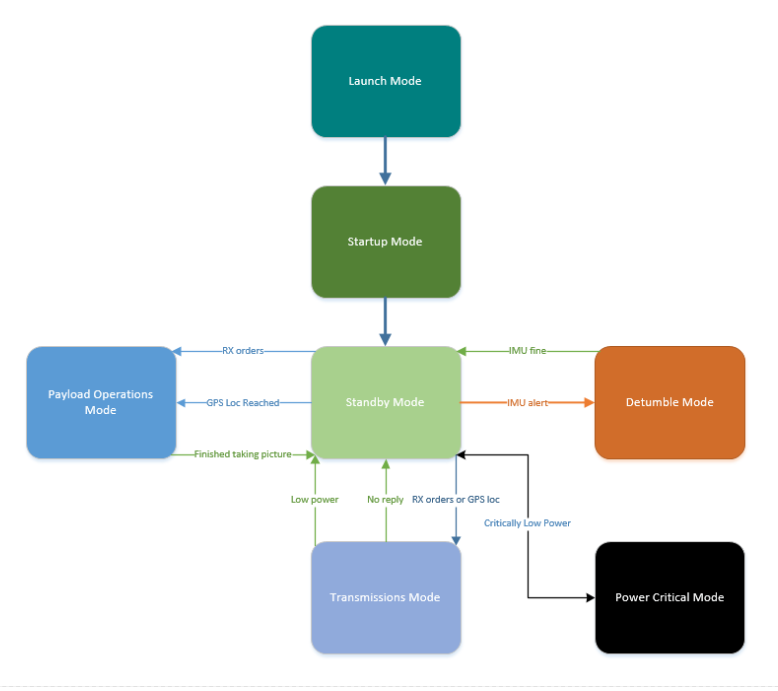 Launch Mode
Startup Mode
RX orders
IMU fine
Payload Operations
Mode
GPS Loc Reached
Standby Mode
IMU alert
Detumble Mode
Finished taking picture
Low power
No reply
RX orders or GPS loc
Critically Low Power
Transmissions Mode
Power Critical Mode